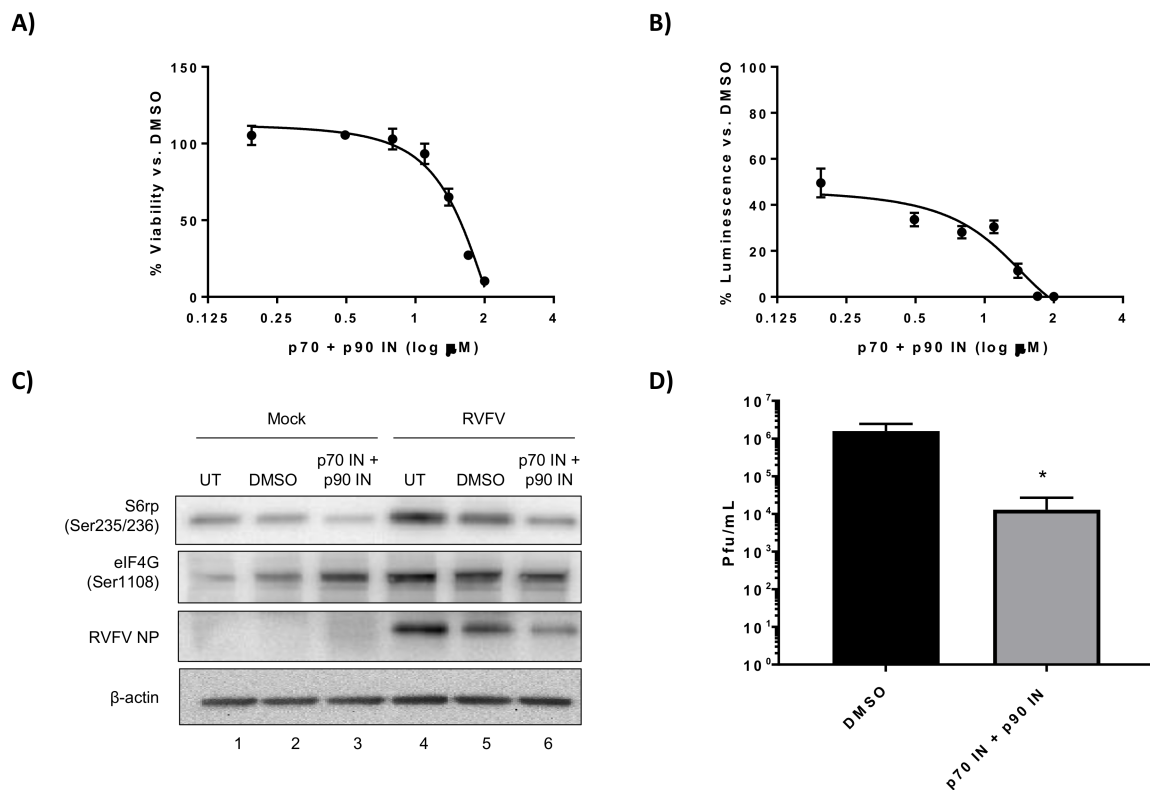 A)
% Viability vs. DMSO
150
100
50
0
0.125 0.25 0.5 1 2 4
p70 + p90 IN (log μM)
B)
% Luminescence vs. DMSO
100
80
60
40
20
0
0.125 0.25 0.5 1 2 4
p70 + p90 IN (log μM)
C)
Mock RVFV
UT DMSO p70 IN + p90 IN UT DMSO p70 IN + p90 IN
S6rp
(Ser235/236)
eIF4G
(Ser1108)
RVFV NP
β-actin
1 2 3 4 5 6
D)
Pfu/mL
10⁷
10⁶
10⁵
10⁴
10³
10²
10¹
10⁰
*
DMSO
p70 IN + p90 IN